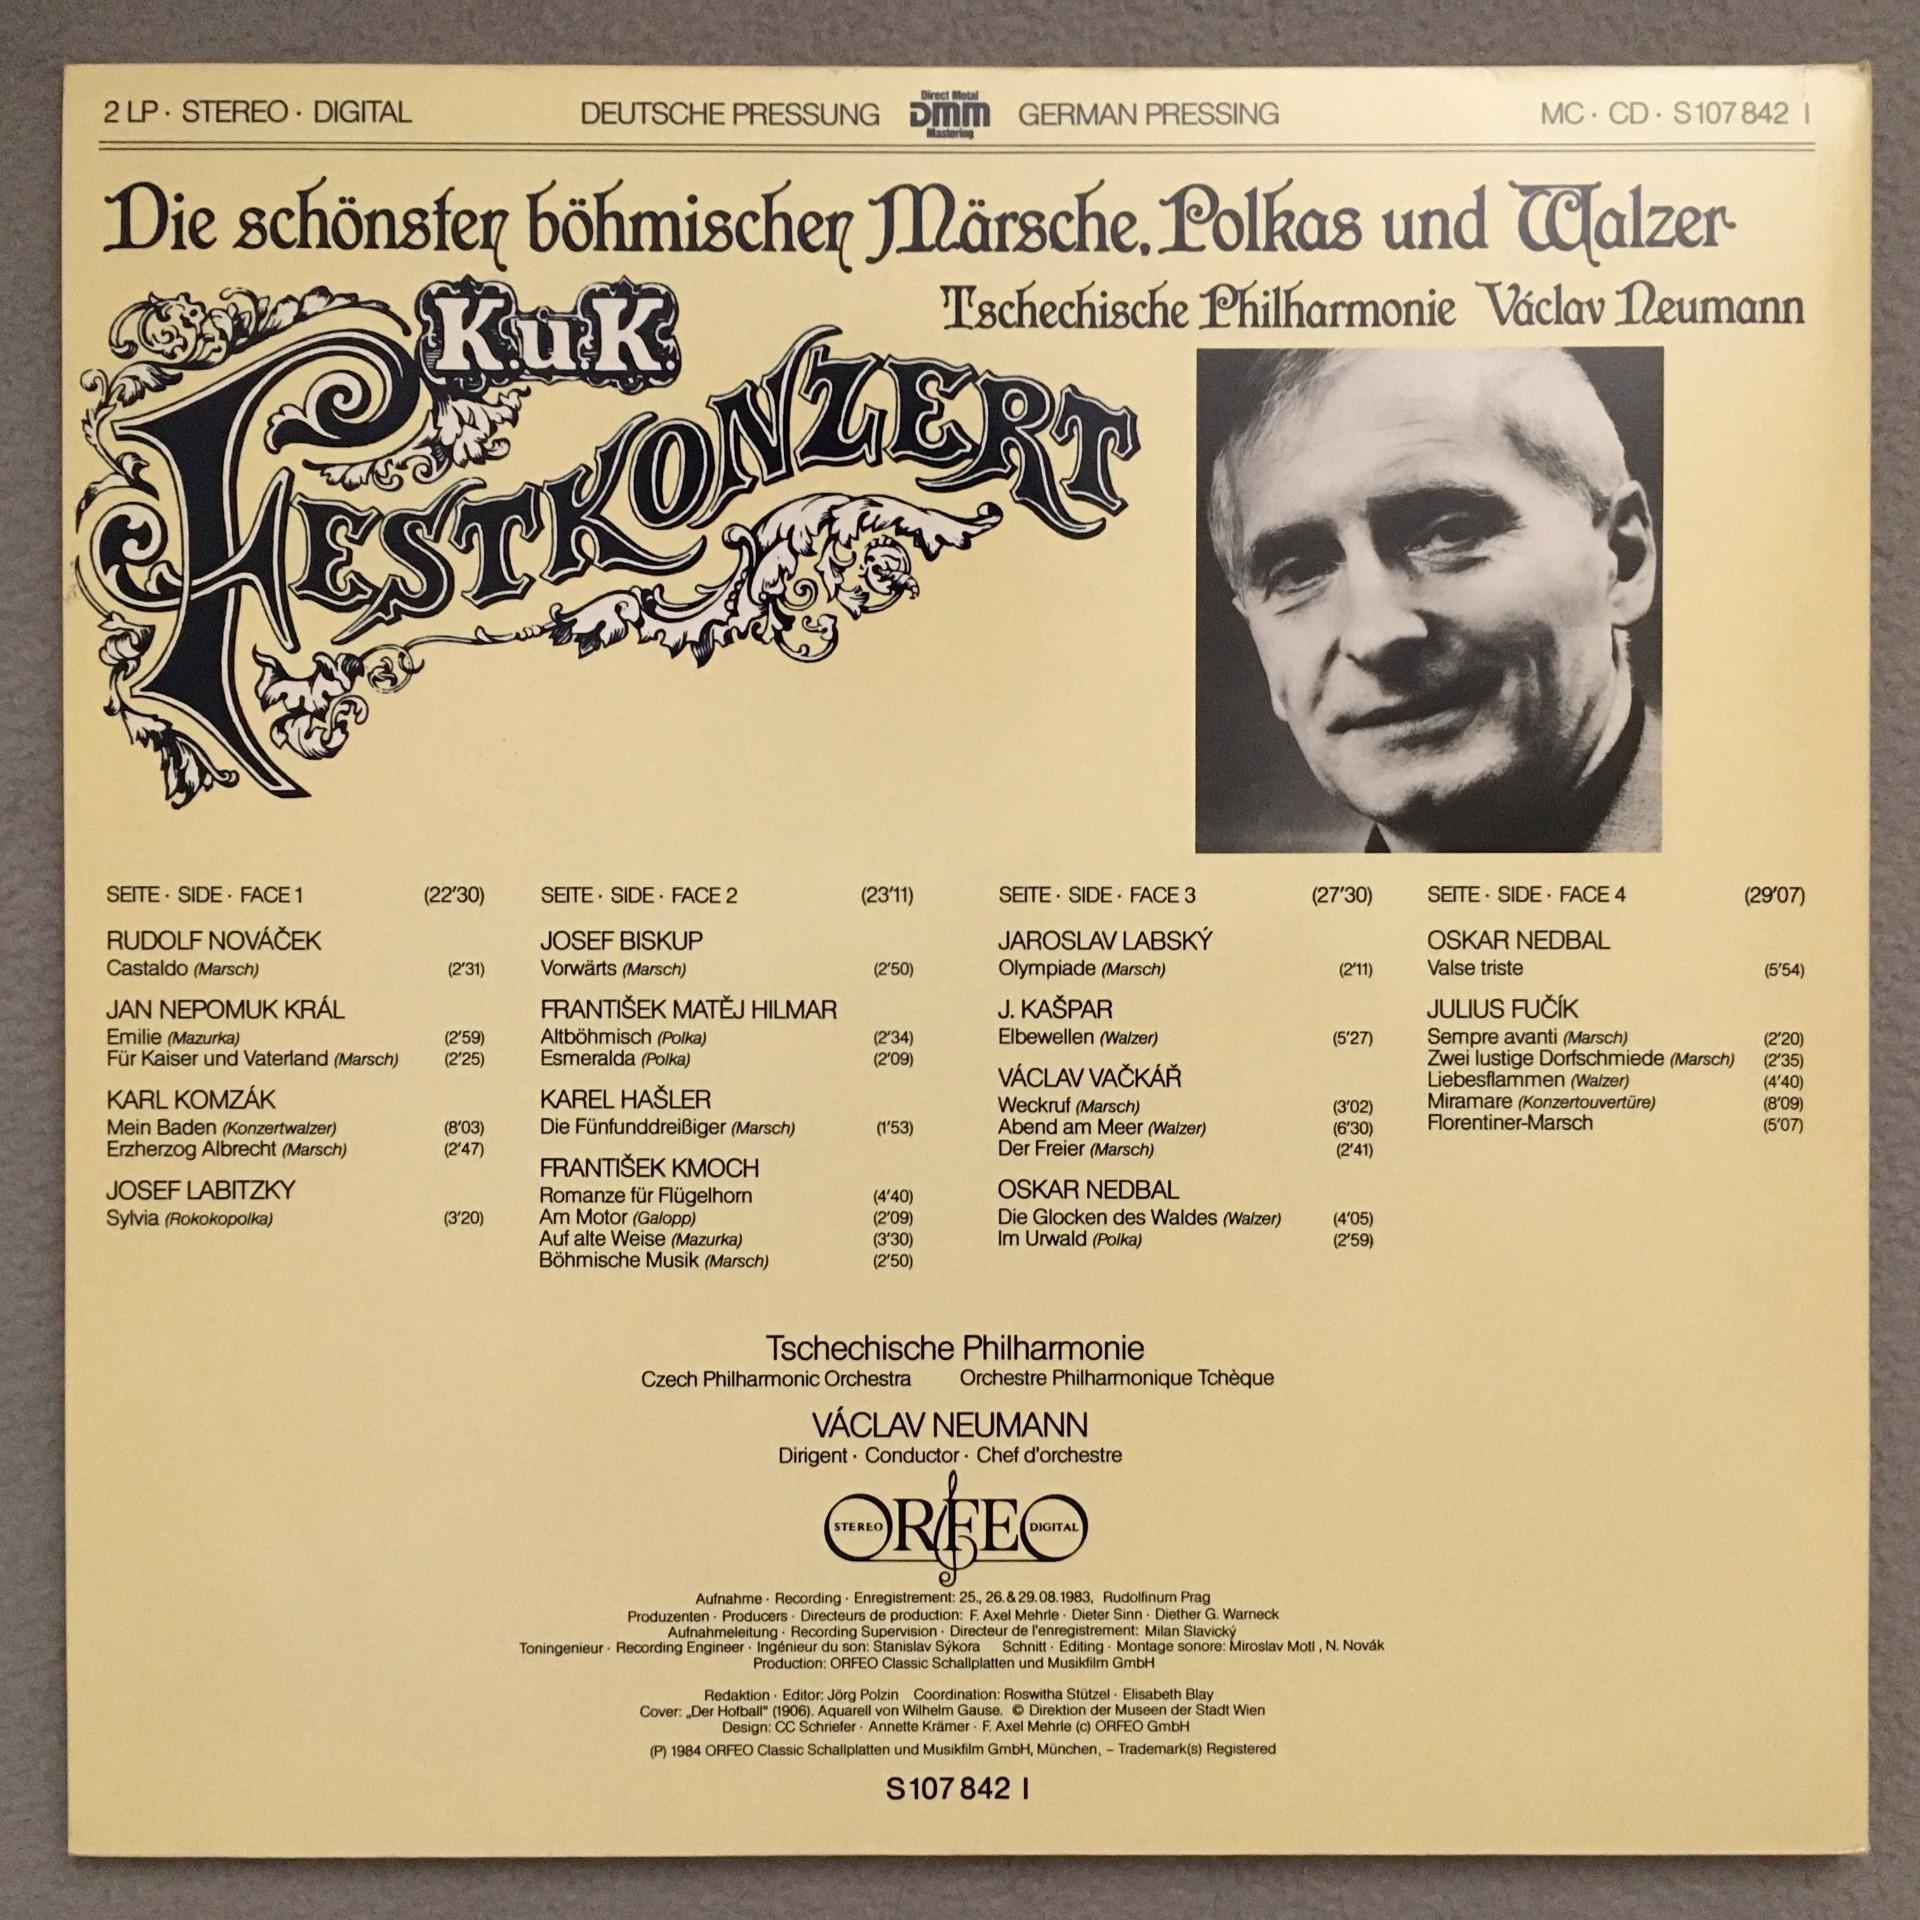 2 LP · STEREO · DIGITAL DEUTSCHE PRESSUNG Direct Metal DMM Mastering GERMAN PRESSING MC · CD · S 107 842 I
Die schönsten böhmischen Märsche, Polkas und Walzer
K.u.K.
FESTKONZERT
Tschechische Philharmonie Václav Neumann
SEITE · SIDE · FACE 1 (22'30)
RUDOLF NOVÁČEK
Castaldo (Marsch) (2'31)
JAN NEPOMUK KRÁL
Emilie (Mazurka) (2'59)
Für Kaiser und Vaterland (Marsch) (2'25)
KARL KOMZÁK
Mein Baden (Konzertwalzer) (8'03)
Erzherzog Albrecht (Marsch) (2'47)
JOSEF LABITZKY
Sylvia (Rokokopolka) (3'20)
SEITE · SIDE · FACE 2 (23'11)
JOSEF BISKUP
Vorwärts (Marsch) (2'50)
FRANTIŠEK MATĚJ HILMAR
Altböhmisch (Polka) (2'34)
Esmeralda (Polka) (2'09)
KAREL HAŠLER
Die Fünfunddreißiger (Marsch) (1'53)
FRANTIŠEK KMOCH
Romanze für Flügelhorn (4'40)
Am Motor (Galopp) (2'09)
Auf alte Weise (Mazurka) (3'30)
Böhmische Musik (Marsch) (2'50)
SEITE · SIDE · FACE 3 (27'30)
JAROSLAV LABSKÝ
Olympiade (Marsch) (2'11)
J. KAŠPAR
Elbewellen (Walzer) (5'27)
VÁCLAV VAČKÁŘ
Weckruf (Marsch) (3'02)
Abend am Meer (Walzer) (6'30)
Der Freier (Marsch) (2'41)
OSKAR NEDBAL
Die Glocken des Waldes (Walzer) (4'05)
Im Urwald (Polka) (2'59)
SEITE · SIDE · FACE 4 (29'07)
OSKAR NEDBAL
Valse triste (5'54)
JULIUS FUČÍK
Sempre avanti (Marsch) (2'20)
Zwei lustige Dorfschmiede (Marsch) (2'35)
Liebesflammen (Walzer) (4'40)
Miramare (Konzertouvertüre) (8'09)
Florentiner-Marsch (5'07)
Tschechische Philharmonie
Czech Philharmonic Orchestra Orchestre Philharmonique Tchèque
VÁCLAV NEUMANN
Dirigent · Conductor · Chef d'orchestre
STEREO ORFEO DIGITAL
Aufnahme · Recording · Enregistrement: 25., 26. & 29.08.1983, Rudolfinum Prag
Produzenten · Producers · Directeurs de production: F. Axel Mehrle · Dieter Sinn · Diether G. Warneck
Aufnahmeleitung · Recording Supervision · Directeur de l'enregistrement: Milan Slavický
Toningenieur · Recording Engineer · Ingénieur du son: Stanislav Sýkora Schnitt · Editing · Montage sonore: Miroslav Motl, N. Novák
Production: ORFEO Classic Schallplatten und Musikfilm GmbH
Redaktion · Editor: Jörg Polzin Coordination: Roswitha Stützel · Elisabeth Blay
Cover: „Der Hofball" (1906). Aquarell von Wilhelm Gause. © Direktion der Museen der Stadt Wien
Design: CC Schriefer · Annette Krämer · F. Axel Mehrle (c) ORFEO GmbH
(P) 1984 ORFEO Classic Schallplatten und Musikfilm GmbH, München, – Trademark(s) Registered
S 107 842 I